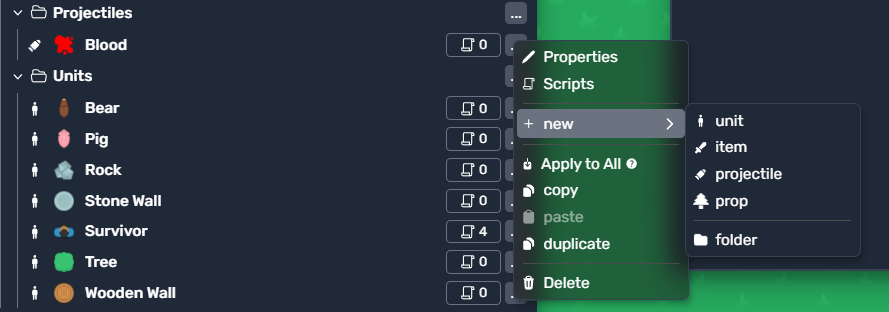 Projectiles
...
Blood
0
Units
Bear
0
Pig
0
Rock
0
Stone Wall
0
Survivor
4
Tree
0
Wooden Wall
0
Properties
Scripts
+ new
Apply to All ?
copy
paste
duplicate
Delete
unit
item
projectile
prop
folder